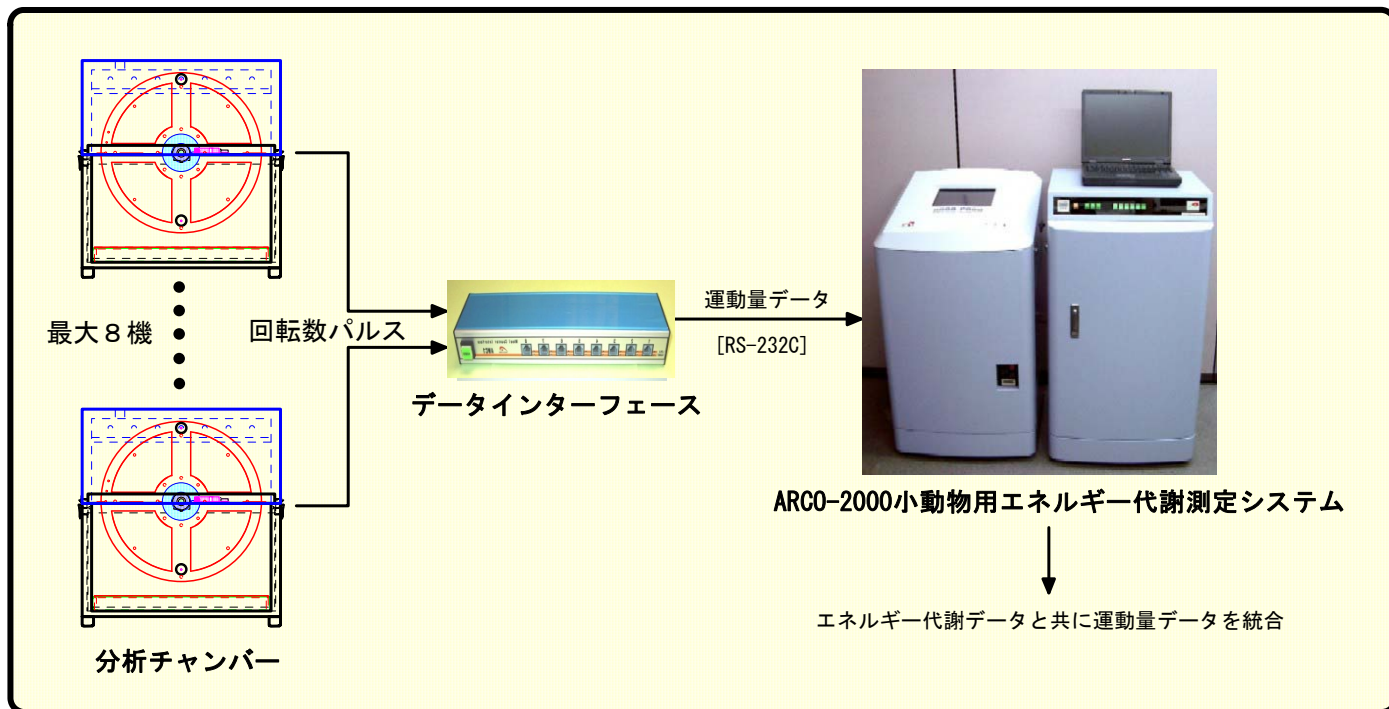 最大８機
回転数パルス
運動量データ
[RS-232C]
データインターフェース
ARCO-2000小動物用エネルギー代謝測定システム
エネルギー代謝データと共に運動量データを統合
分析チャンバー